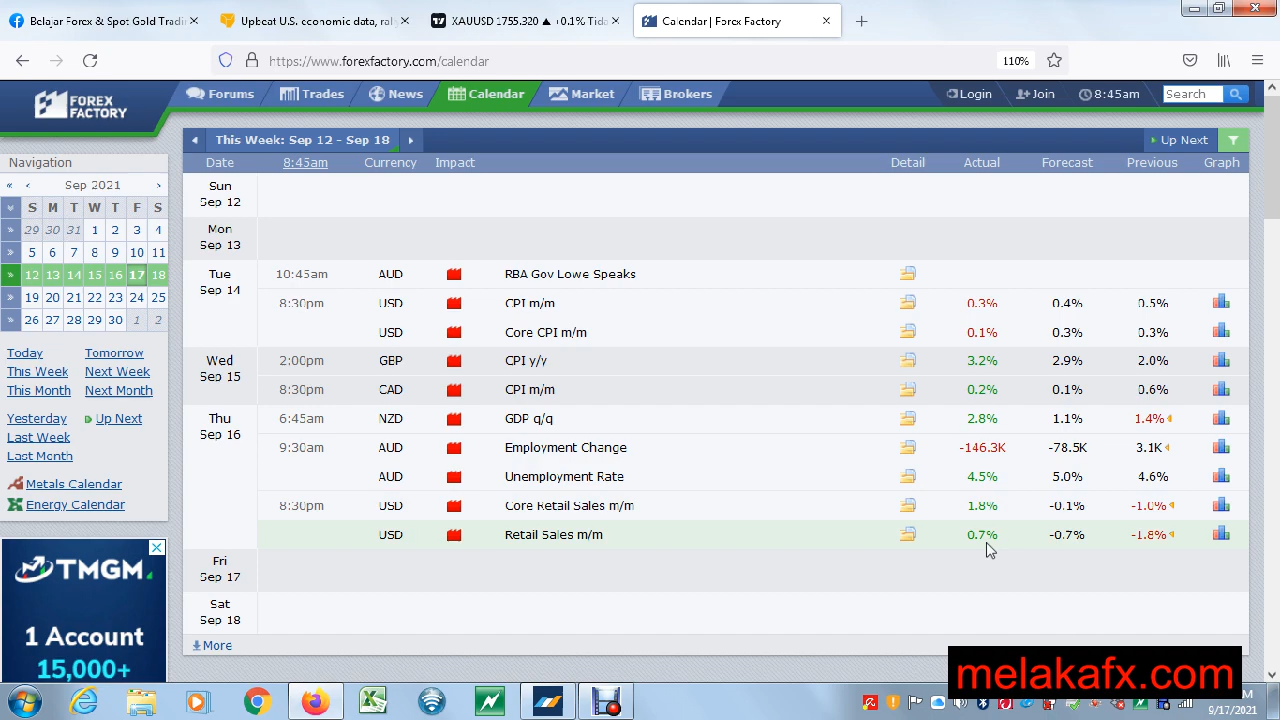 Belajar Forex & Spot Gold Tradin
Upbeat U.S. economic data, rol
XAUUSD 1755.320 ▲ +0.1% Tida
Calendar | Forex Factory
https://www.forexfactory.com/calendar
110%
FOREX FACTORY
Forums Trades News Calendar Market Brokers Login Join 8:45am Search
This Week: Sep 12 - Sep 18 Up Next
Date 8:45am Currency Impact Detail Actual Forecast Previous Graph
Sun
Sep 12
Mon
Sep 13
Tue
Sep 14
10:45am AUD RBA Gov Lowe Speaks
8:30pm USD CPI m/m 0.3% 0.4% 0.5%
USD Core CPI m/m 0.1% 0.3% 0.3%
Wed
Sep 15
2:00pm GBP CPI y/y 3.2% 2.9% 2.0%
8:30pm CAD CPI m/m 0.2% 0.1% 0.6%
Thu
Sep 16
6:45am NZD GDP q/q 2.8% 1.1% 1.4%
9:30am AUD Employment Change -146.3K -78.5K 3.1K
AUD Unemployment Rate 4.5% 5.0% 4.6%
8:30pm USD Core Retail Sales m/m 1.8% -0.1% -1.0%
USD Retail Sales m/m 0.7% -0.7% -1.8%
Fri
Sep 17
Sat
Sep 18
More
Navigation
« ‹ Sep 2021 ›
S M T W T F S
29 30 31 1 2 3 4
5 6 7 8 9 10 11
12 13 14 15 16 17 18
19 20 21 22 23 24 25
26 27 28 29 30 1 2
Today Tomorrow
This Week Next Week
This Month Next Month
Yesterday Up Next
Last Week
Last Month
Metals Calendar
Energy Calendar
TMGM
1 Account
15,000+
melakafx.com
9/17/2021